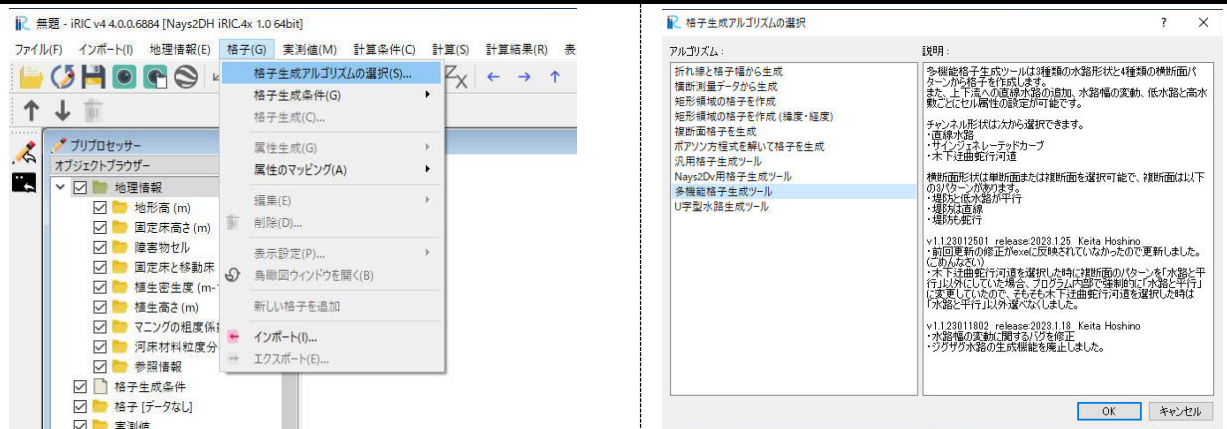 無題 - iRIC v4 4.0.0.6884 [Nays2DH iRIC.4x 1.0 64bit]
ファイル(F) インポート(I) 地理情報(E) 格子(G) 実測値(M) 計算条件(C) 計算(S) 計算結果(R) 表
格子生成アルゴリズムの選択(S)...
格子生成条件(G)
格子生成(C)...
属性生成(G)
属性のマッピング(A)
編集(E)
削除(D)...
表示設定(P)...
鳥瞰図ウィンドウを開く(B)
新しい格子を追加
インポート(I)...
エクスポート(E)...
プリプロセッサー
オブジェクトブラウザー
地理情報
地形高 (m)
固定床高さ (m)
障害物セル
固定床と移動床
植生密生度 (m-
植生高さ (m)
マニングの粗度係
河床材料粒度分
参照情報
格子生成条件
格子 [データなし]
実測値
格子生成アルゴリズムの選択
アルゴリズム :
折れ線と格子幅から生成
横断測量データから生成
矩形領域の格子を作成
矩形領域の格子を作成 (緯度・経度)
複断面格子を生成
ポアソン方程式を解いて格子を生成
汎用格子生成ツール
Nays2Dv用格子生成ツール
多機能格子生成ツール
U字型水路生成ツール
説明 :
多機能格子生成ツールは3種類の水路形状と4種類の横断面パ
ターンから格子を作成します。
また、上下流への直線水路の追加、水路幅の変動、低水路と高水
敷ごとにセル属性の設定が可能です。
チャンネル形状は次から選択できます。
・直線水路
・サインジェネレーテッドカーブ
・木下迂曲蛇行河道
横断面形状は単断面または複断面を選択可能で、複断面は以下
の3パターンがあります。
・堤防と低水路が平行
・堤防は直線
・堤防も蛇行
v1.1.23012501 release:2023.1.25 Keita Hoshino
・前回更新の修正がexeに反映されていなかったので更新しました。
(ごめんなさい)
・木下迂曲蛇行河道を選択した時に複断面のパターンを「水路と平
行」以外にしていた場合、プログラム内部で強制的に「水路と平行」
に変更していたので、そもそも木下迂曲蛇行河道を選択した時は
「水路と平行」以外選べなくしました。
v1.1.23011802 release:2023.1.18 Keita Hoshino
・水路幅の変動に関するバグを修正
・ジグザグ水路の生成機能を廃止しました。
OK キャンセル